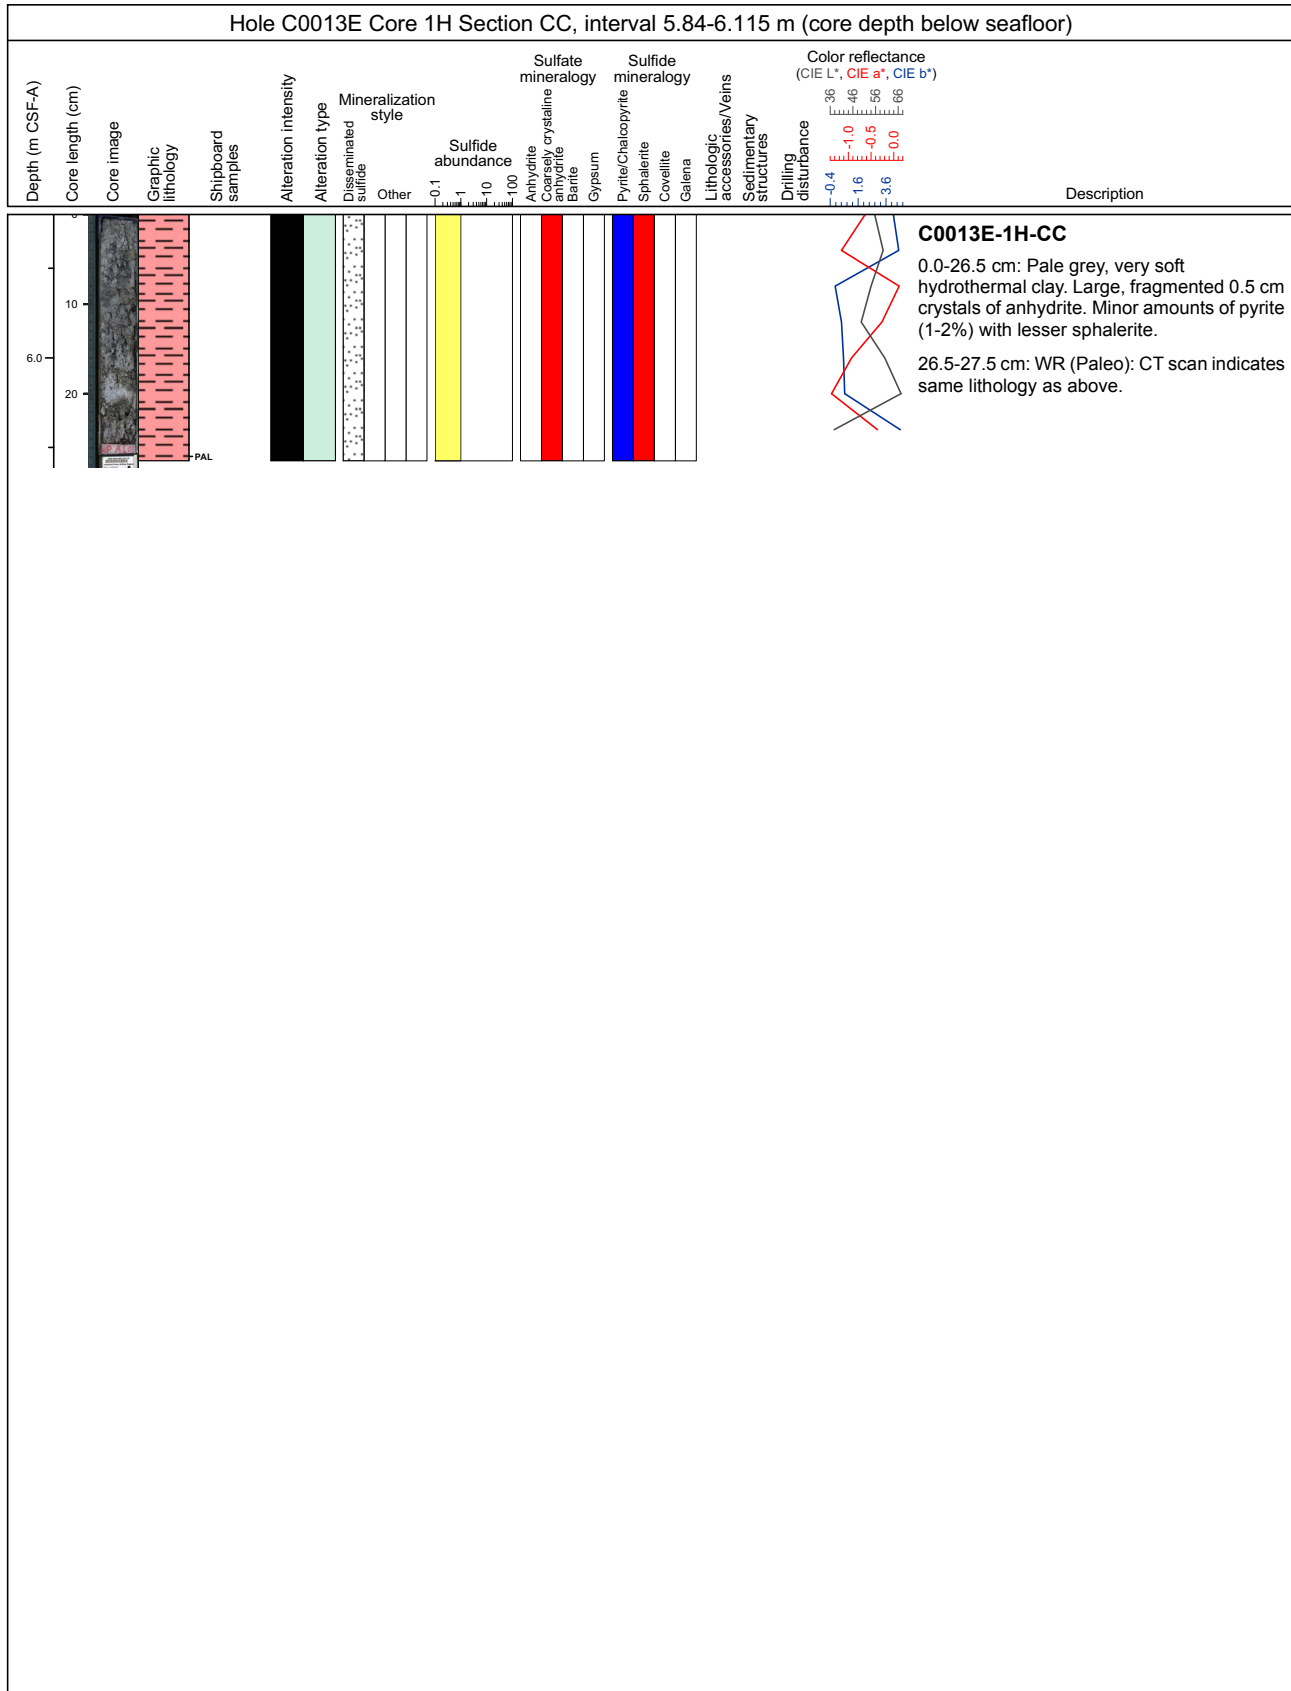 Hole C0013E Core 1H Section CC, interval 5.84-6.115 m (core depth below seafloor)
Depth (m CSF-A)
Core length (cm)
Core image
Graphic
lithology
Shipboard
samples
Alteration intensity
Alteration type
Mineralization
style
Disseminated
sulfide
Other
Sulfide
abundance
0.1
1
10
100
Sulfate
mineralogy
Anhydrite
Coarsely crystaline
anhydrite
Barite
Gypsum
Sulfide
mineralogy
Pyrite/Chalcopyrite
Sphalerite
Covellite
Galena
Lithologic
accessories/Veins
Sedimentary
structures
Drilling
disturbance
Color reflectance
(CIE L*, CIE a*, CIE b*)
36
46
56
66
-1.0
-0.5
0.0
-0.4
1.6
3.6
Description
0
10
6.0
20
PAL
C0013E-1H-CC
0.0-26.5 cm: Pale grey, very soft
hydrothermal clay. Large, fragmented 0.5 cm
crystals of anhydrite. Minor amounts of pyrite
(1-2%) with lesser sphalerite.
26.5-27.5 cm: WR (Paleo): CT scan indicates
same lithology as above.